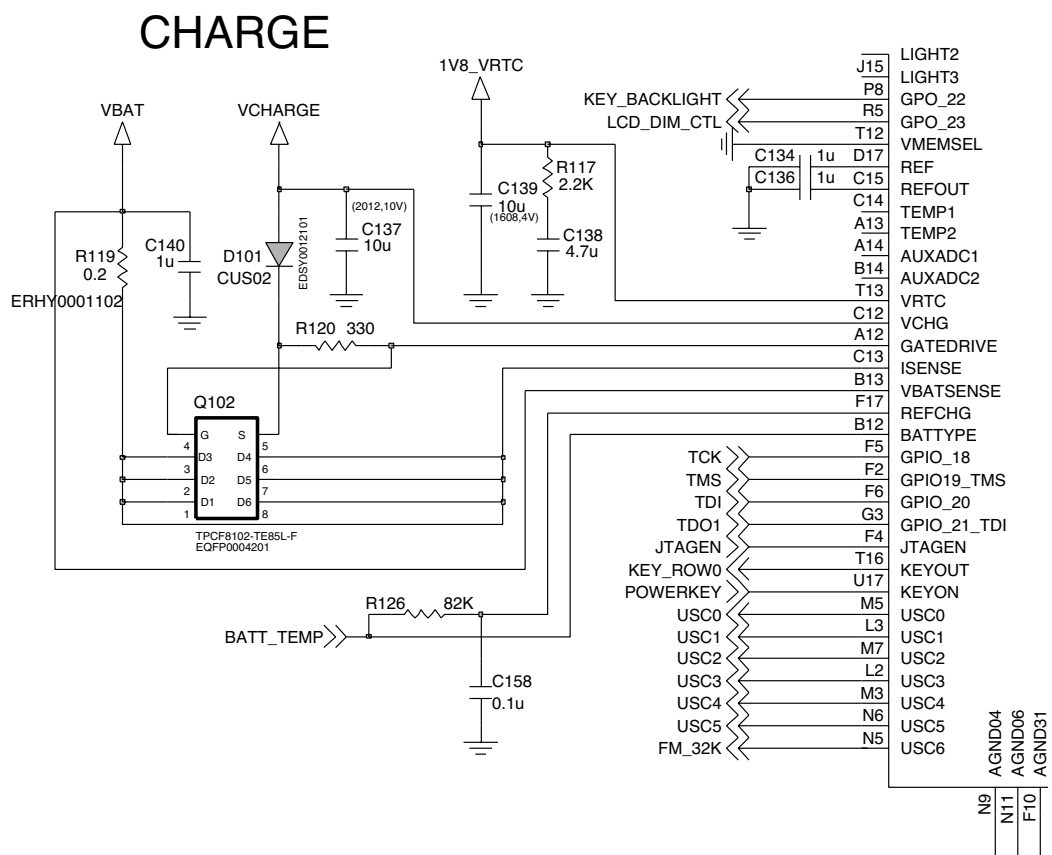 CHARGE
VBAT
VCHARGE
1V8_VRTC
R119
0.2
ERHY0001102
C140
1u
D101
CUS02
EDSY0012101
(2012,10V)
C137
10u
C139
10u
(1608,4V)
R117
2.2K
C138
4.7u
R120 330
Q102
G S
4 5
D3 D4
3 6
D2 D5
2 7
D1 D6
1 8
TPCF8102-TE85L-F
EQFP0004201
R126 82K
BATT_TEMP
C158
0.1u
KEY_BACKLIGHT
LCD_DIM_CTL
C134 1u
C136 1u
TCK
TMS
TDI
TDO1
JTAGEN
KEY_ROW0
POWERKEY
USC0
USC1
USC2
USC3
USC4
USC5
FM_32K
LIGHT2
J15 LIGHT3
P8 GPO_22
R5 GPO_23
T12 VMEMSEL
D17 REF
C15 REFOUT
C14 TEMP1
A13 TEMP2
A14 AUXADC1
B14 AUXADC2
T13 VRTC
C12 VCHG
A12 GATEDRIVE
C13 ISENSE
B13 VBATSENSE
F17 REFCHG
B12 BATTYPE
F5 GPIO_18
F2 GPIO19_TMS
F6 GPIO_20
G3 GPIO_21_TDI
F4 JTAGEN
T16 KEYOUT
U17 KEYON
M5 USC0
L3 USC1
M7 USC2
L2 USC3
M3 USC4
N6 USC5
N5 USC6
AGND04
AGND06
AGND31
N9
N11
F10